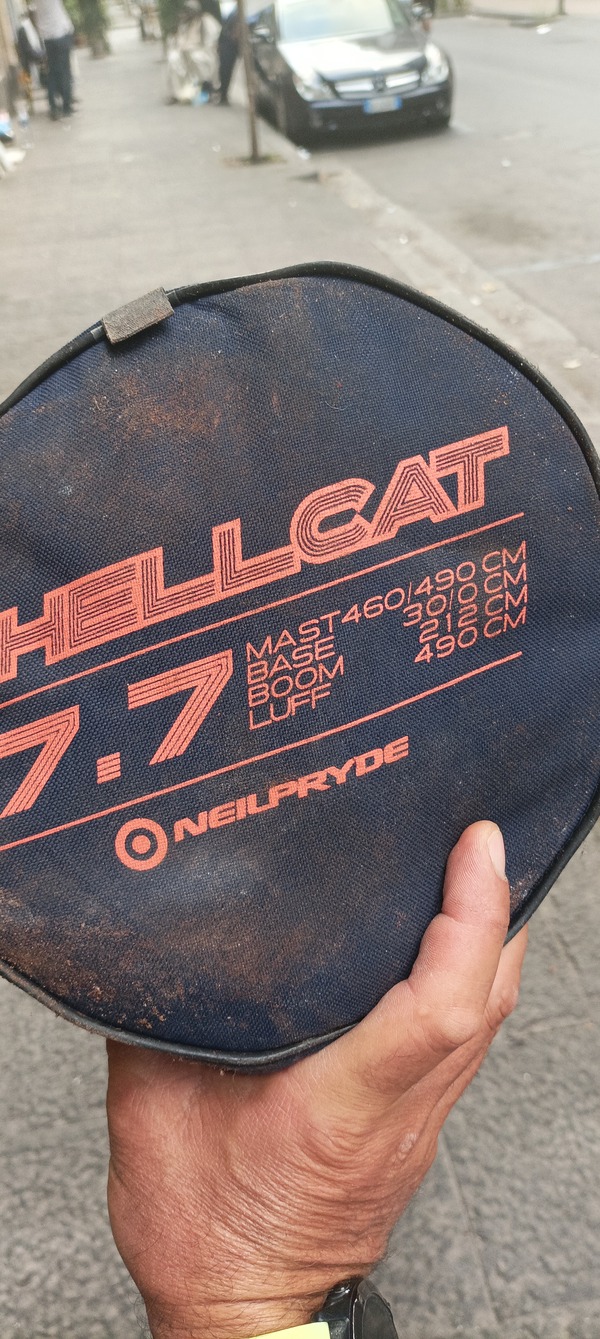 HELLCAT
7.7
MAST 460/490 CM
BASE 30/0 CM
BOOM 212 CM
LUFF 490 CM
NEILPRYDE